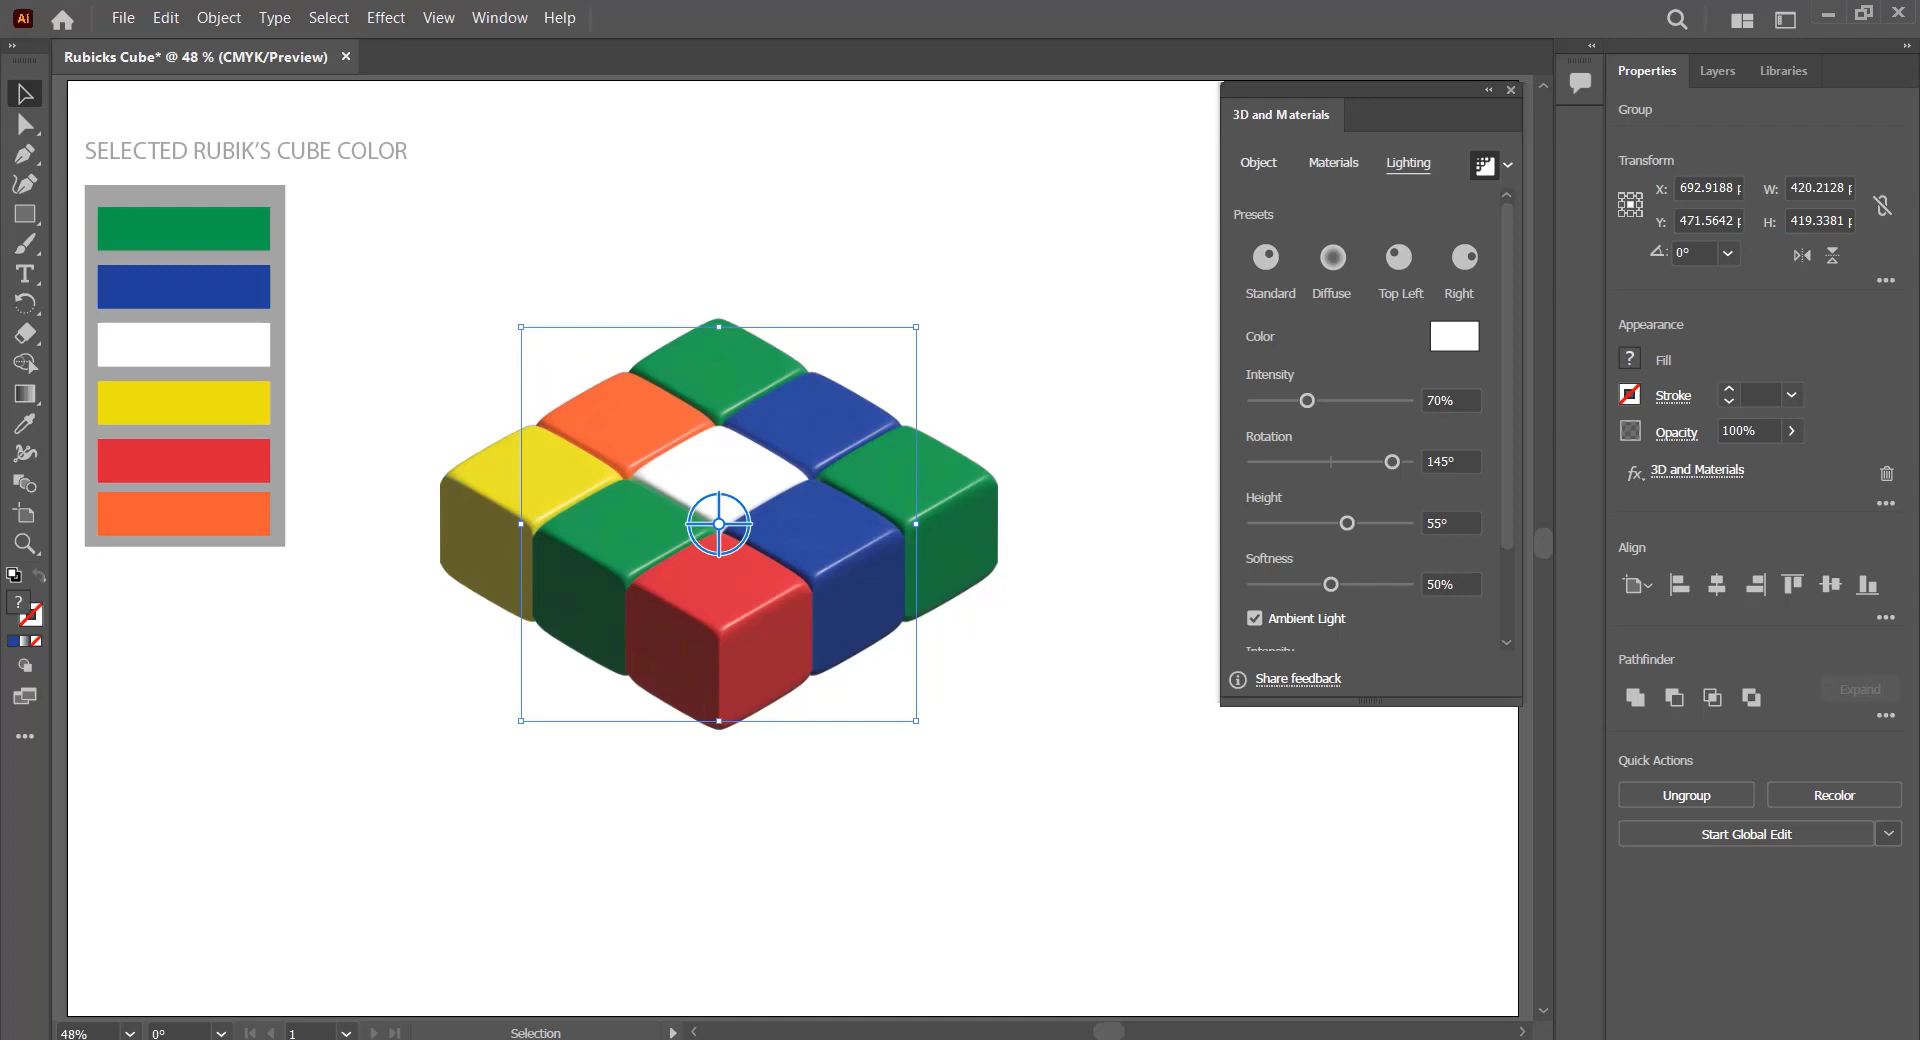 Ai File Edit Object Type Select Effect View Window Help
Rubicks Cube* @ 48 % (CMYK/Preview)
SELECTED RUBIK’S CUBE COLOR
3D and Materials
Object Materials Lighting
Presets
Standard Diffuse Top Left Right
Color
Intensity
70%
Rotation
145°
Height
55°
Softness
50%
Ambient Light
Intensity
Share feedback
Properties Layers Libraries
Group
Transform
X: 692.9188 p W: 420.2128 p
Y: 471.5642 p H: 419.3381 p
0°
Appearance
? Fill
Stroke
Opacity 100%
fx 3D and Materials
Align
Pathfinder
Expand
Quick Actions
Ungroup Recolor
Start Global Edit
T
?
48% 0° 1 Selection